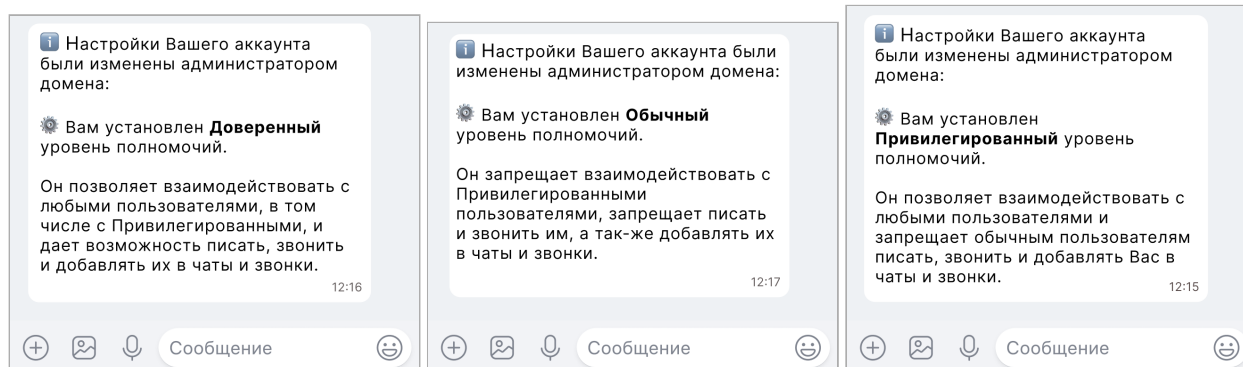 Настройки Вашего аккаунта
были изменены администратором
домена:
Вам установлен Доверенный
уровень полномочий.
Он позволяет взаимодействовать с
любыми пользователями, в том
числе с Привилегированными, и
дает возможность писать, звонить
и добавлять их в чаты и звонки.
12:16
Сообщение
Настройки Вашего аккаунта были
изменены администратором домена:
Вам установлен Обычный
уровень полномочий.
Он запрещает взаимодействовать с
Привилегированными
пользователями, запрещает писать
и звонить им, а так-же добавлять их
в чаты и звонки.
12:17
Сообщение
Настройки Вашего аккаунта
были изменены администратором
домена:
Вам установлен
Привилегированный уровень
полномочий.
Он позволяет взаимодействовать с
любыми пользователями и
запрещает обычным пользователям
писать, звонить и добавлять Вас в
чаты и звонки.
12:15
Сообщение